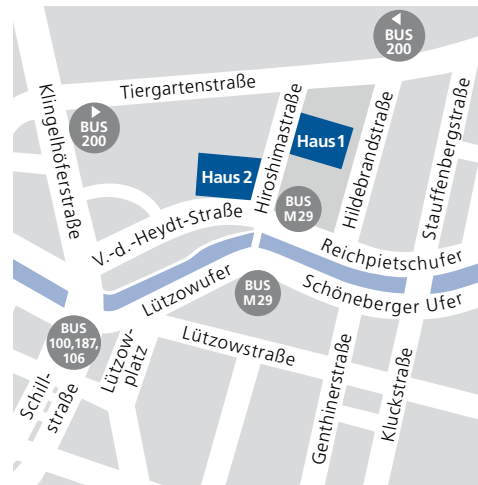 BUS
200
Tiergartenstraße
BUS
200
Klingelhöferstraße
Haus 1
Haus 2
Hiroshimastraße
Hildebrandstraße
Stauffenbergstraße
BUS
M29
V.-d.-Heydt-Straße
Reichpietschufer
Lützowufer
BUS
M29
Schöneberger Ufer
BUS
100,187,
106
Lützow-
platz
Lützowstraße
Schill-
straße
Genthinerstraße
Kluckstraße